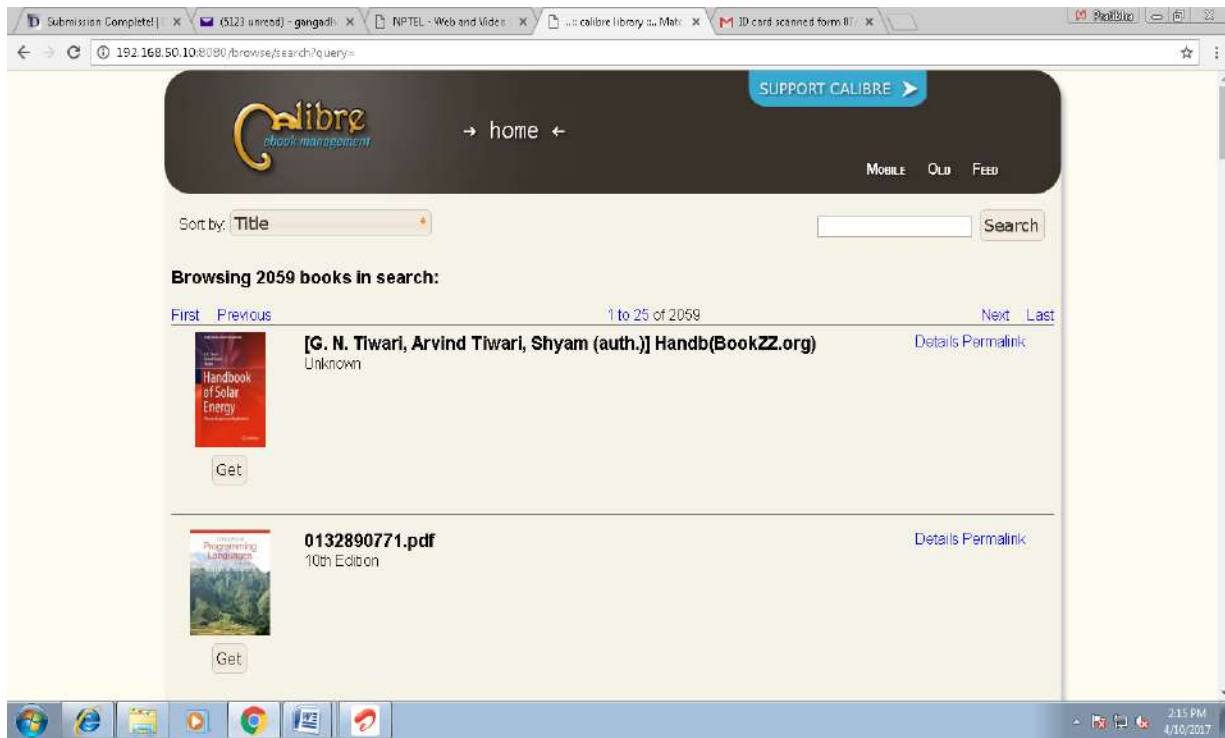 Submission Complete! |
(5123 unread) - gangadh
NPTEL - Web and Video
..:: calibre library ::.. Matc
ID card scanned form BT
192.168.50.10:8080/browse/search?query=
SUPPORT CALIBRE
Calibre
ebook management
→ home ←
MOBILE OLD FEED
Sort by: Title
Search
Browsing 2059 books in search:
First Previous 1 to 25 of 2059 Next Last
[G. N. Tiwari, Arvind Tiwari, Shyam (auth.)] Handb(BookZZ.org) Details Permalink
Unknown
Handbook
of Solar
Energy
Get
0132890771.pdf Details Permalink
10th Edition
Programming
Languages
Get
2:15 PM
4/10/2017